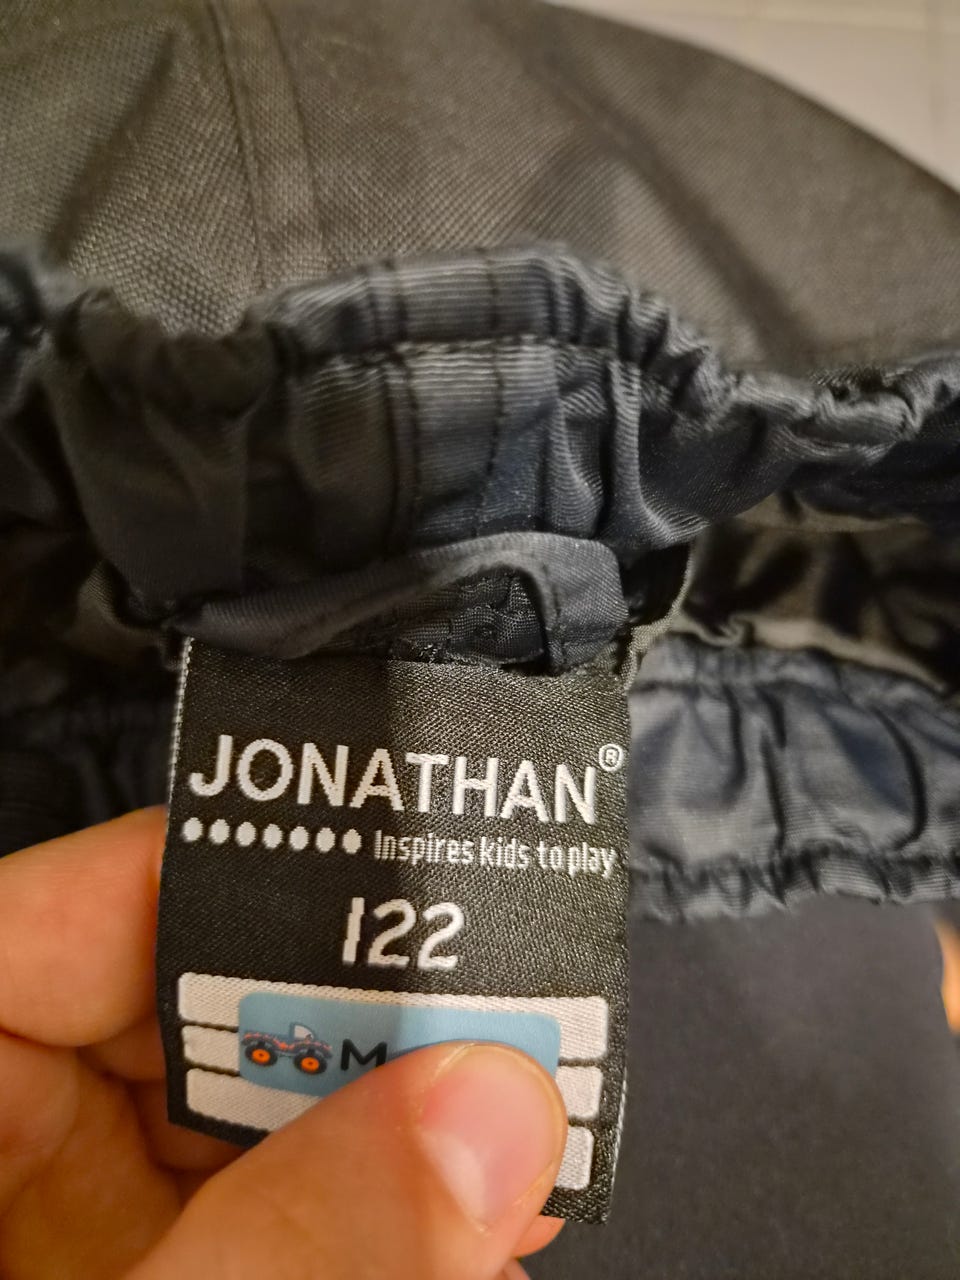 JONATHAN®
Inspires kids to play
122
M